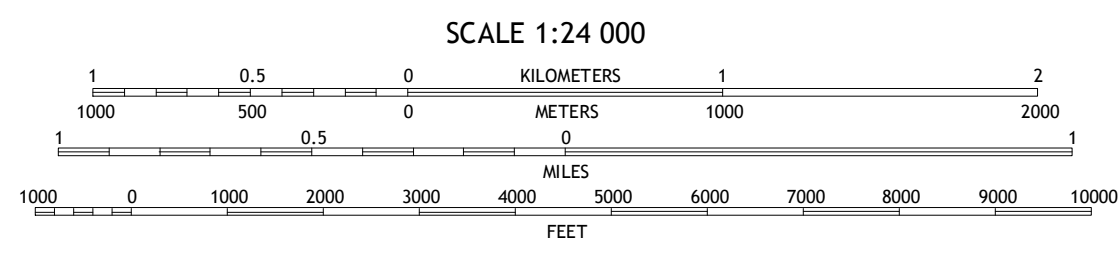 SCALE 1:24 000
1 0.5 0 KILOMETERS 1 2
1000 500 0 METERS 1000 2000
1 0.5 0 1
MILES
1000 0 1000 2000 3000 4000 5000 6000 7000 8000 9000 10000
FEET